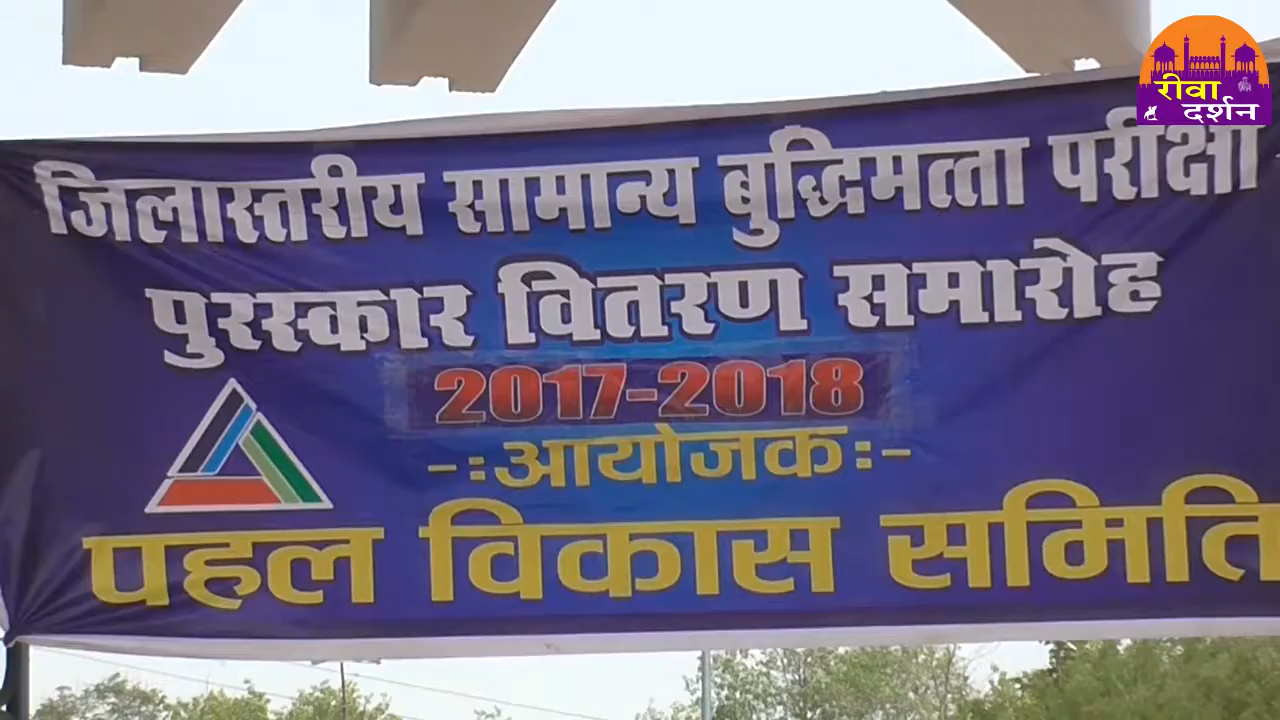 रीवा
दर्शन
जिलास्तरीय सामान्य बुद्धिमत्ता परीक्षा
पुरस्कार वितरण समारोह
2017-2018
-:आयोजक:-
पहल विकास समिति